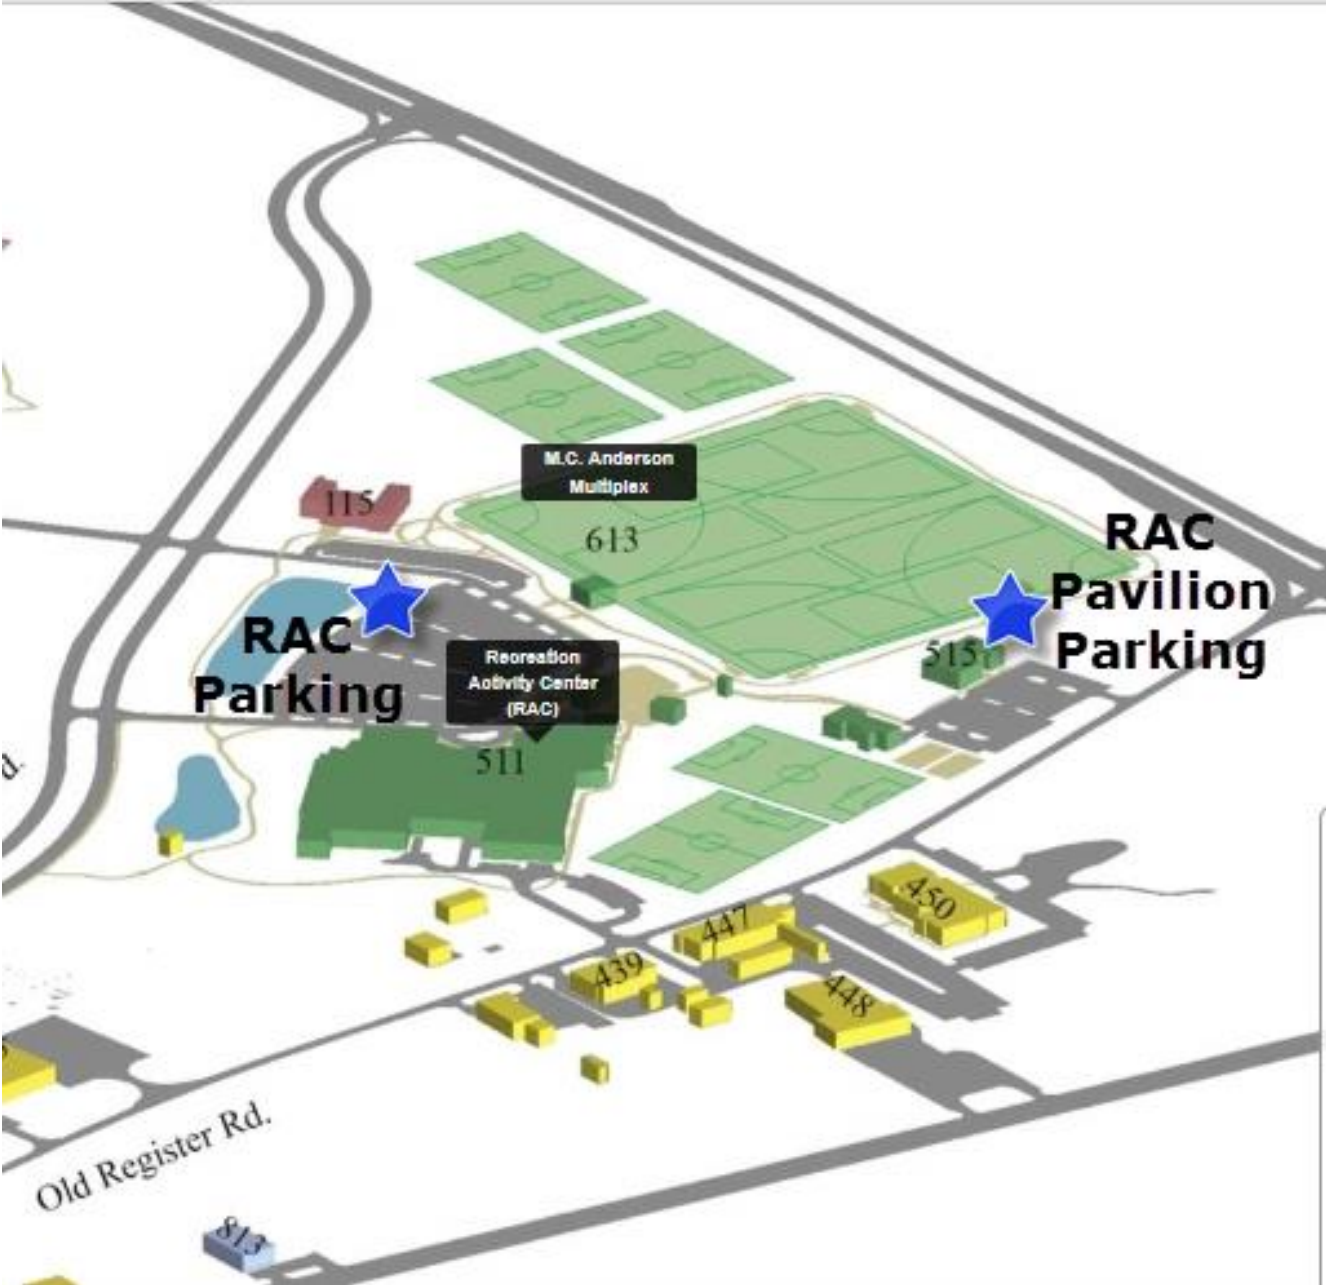 115
M.C. Anderson
Multiplex
613
RAC
Pavilion
Parking
RAC
Parking
Recreation
Activity Center
(RAC)
515
511
d.
450
447
439
448
Old Register Rd.
813